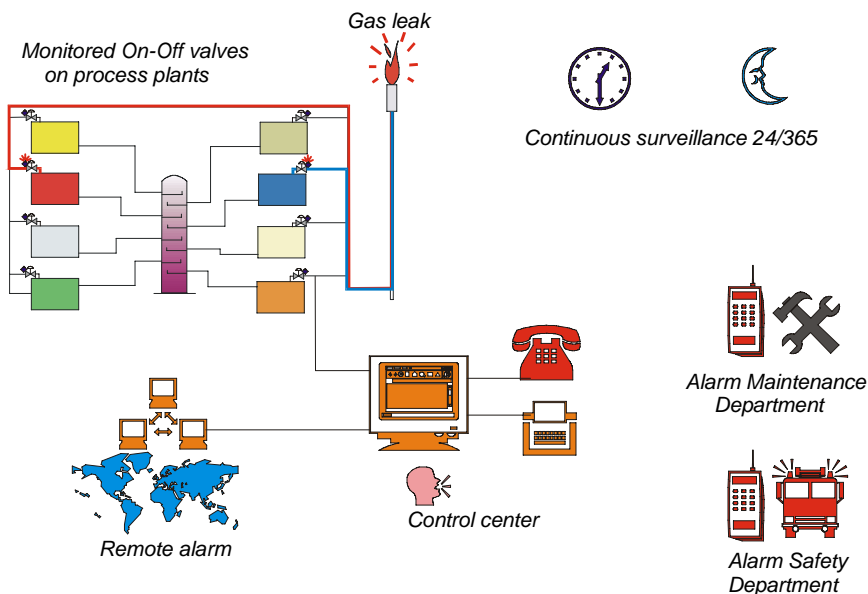 Gas leak
Monitored On-Off valves
on process plants
Continuous surveillance 24/365
Alarm Maintenance
Department
Control center
Remote alarm
Alarm Safety
Department